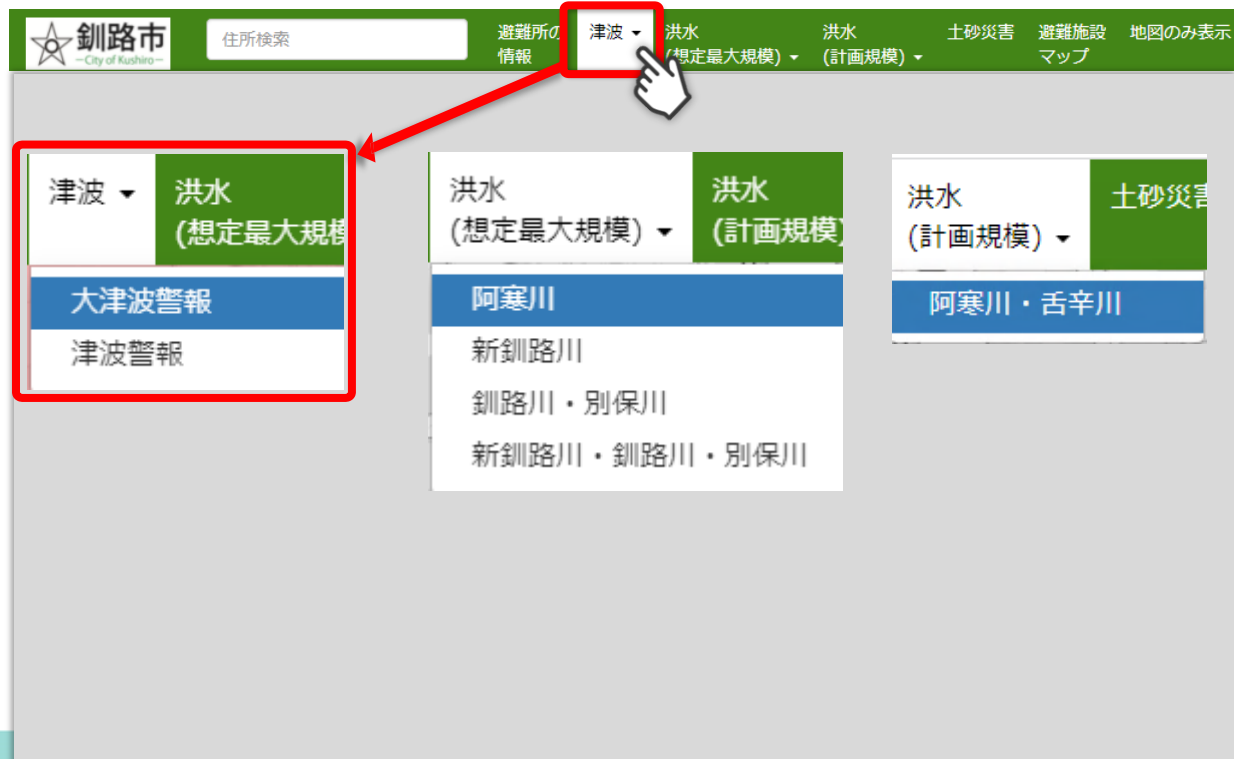 釧路市
－City of Kushiro－
住所検索
避難所の
情報
津波
洪水
(想定最大規模)
洪水
(計画規模)
土砂災害
避難施設
マップ
地図のみ表示
津波
洪水
(想定最大規模
大津波警報
津波警報
洪水
(想定最大規模)
洪水
(計画規模)
阿寒川
新釧路川
釧路川・別保川
新釧路川・釧路川・別保川
洪水
(計画規模)
土砂災害
阿寒川・舌辛川